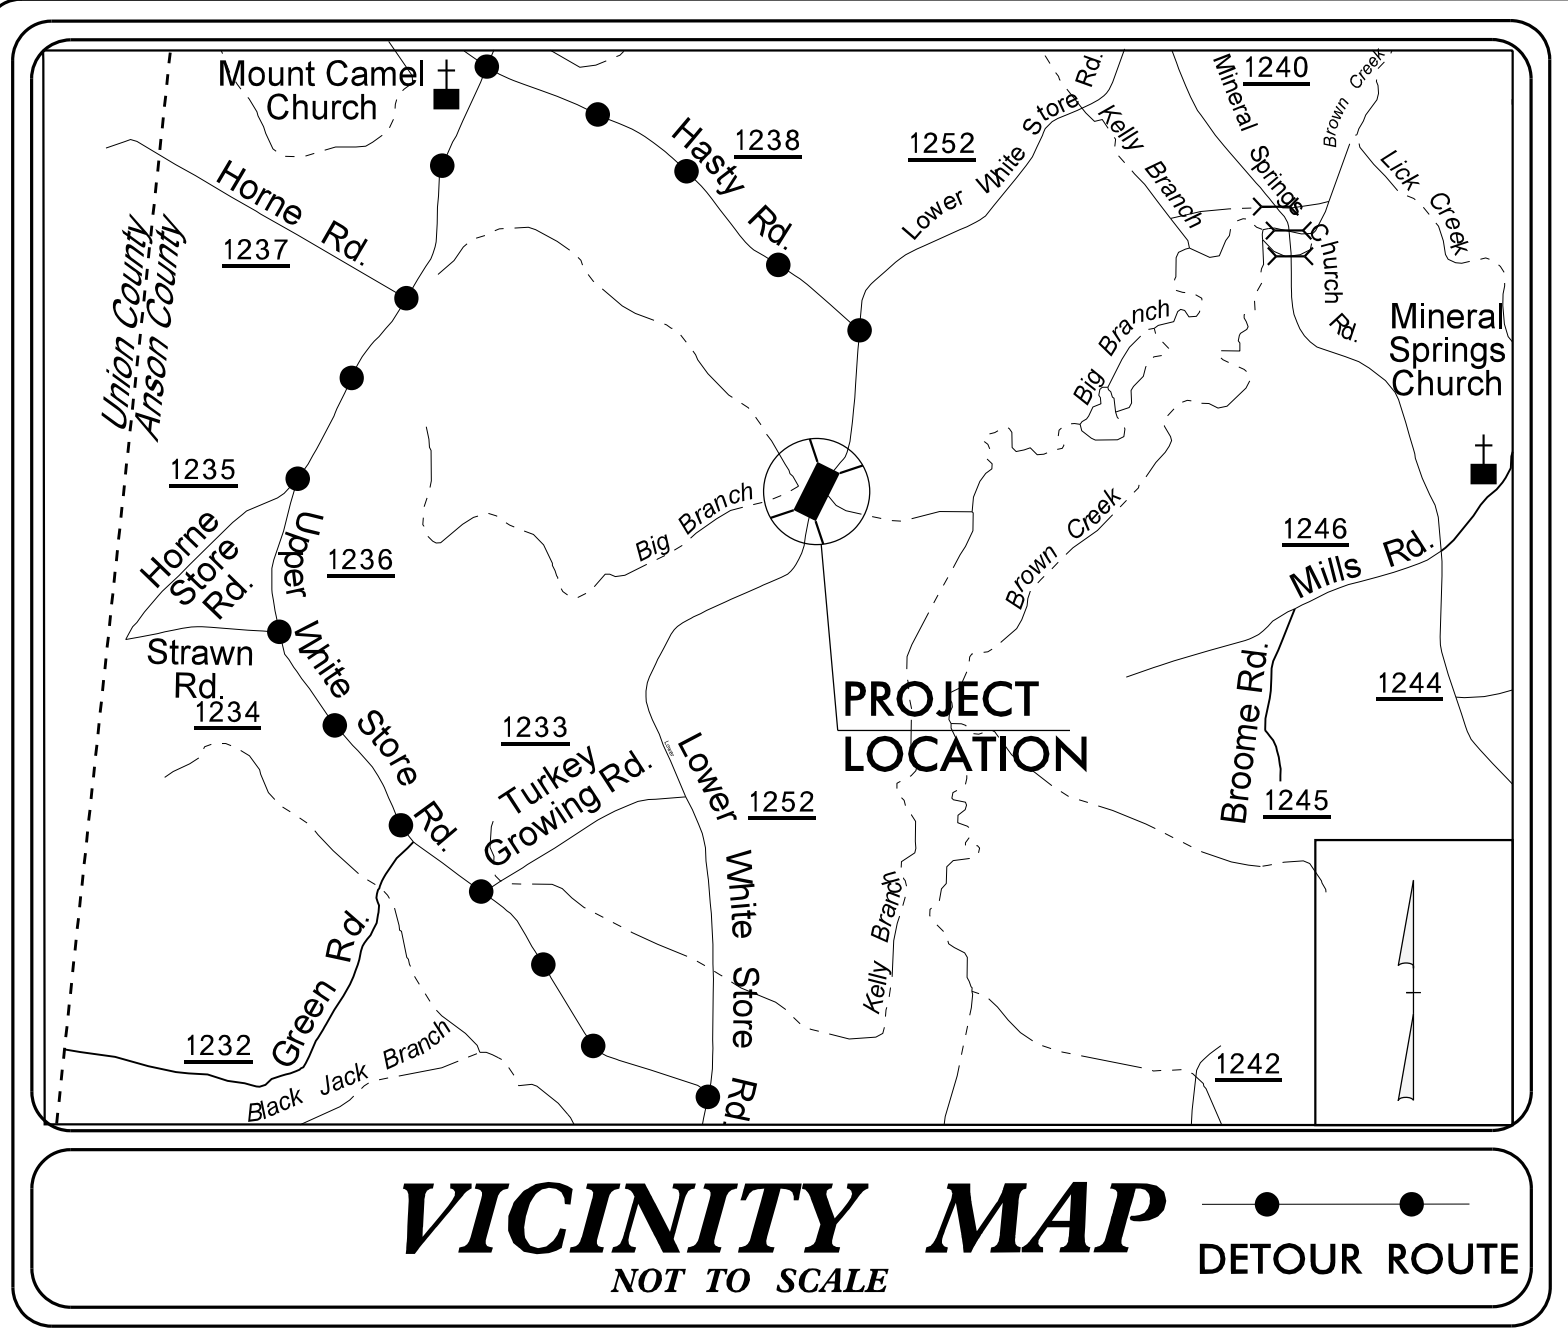 Mount Camel
Church
Horne Rd.
1237
Union County
Anson County
Hasty Rd.
1238
1252
Lower White Store Rd.
Kelly Branch
Mineral Springs Church Rd.
1240
Brown Creek
Lick Creek
Mineral
Springs
Church
Big Branch
1235
Horne
Store
Rd.
Upper White Store Rd.
1236
Big Branch
Brown Creek
1246
Mills Rd.
Strawn
Rd.
1234
1233
Turkey
Growing Rd.
PROJECT
LOCATION
Lower
Lower White Store Rd.
1252
Broome Rd.
1244
1245
Kelly Branch
Green Rd.
1232
Black Jack Branch
1242
VICINITY MAP
NOT TO SCALE
DETOUR ROUTE